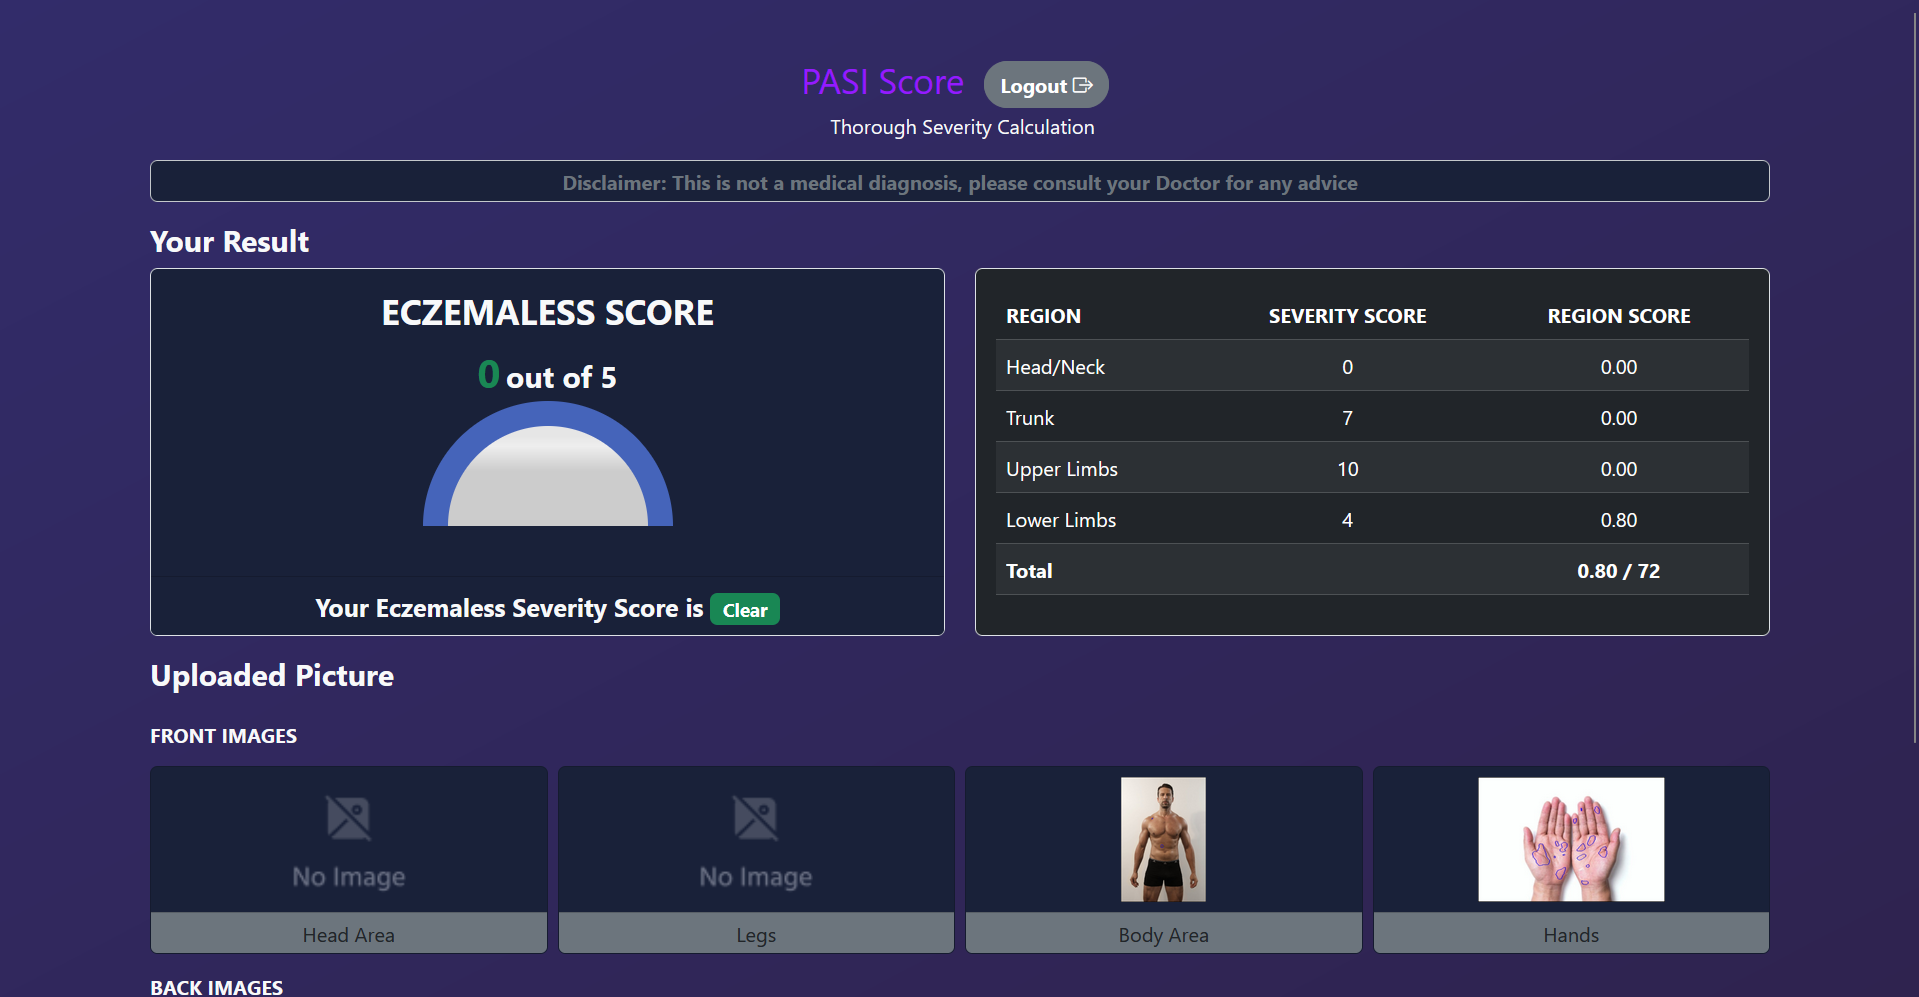 PASI Score
Logout
Thorough Severity Calculation
Disclaimer: This is not a medical diagnosis, please consult your Doctor for any advice
Your Result
ECZEMALESS SCORE
0 out of 5
Your Eczemaless Severity Score is Clear
REGION SEVERITY SCORE REGION SCORE
Head/Neck 0 0.00
Trunk 7 0.00
Upper Limbs 10 0.00
Lower Limbs 4 0.80
Total 0.80 / 72
Uploaded Picture
FRONT IMAGES
No Image
Head Area
No Image
Legs
Body Area
Hands
BACK IMAGES